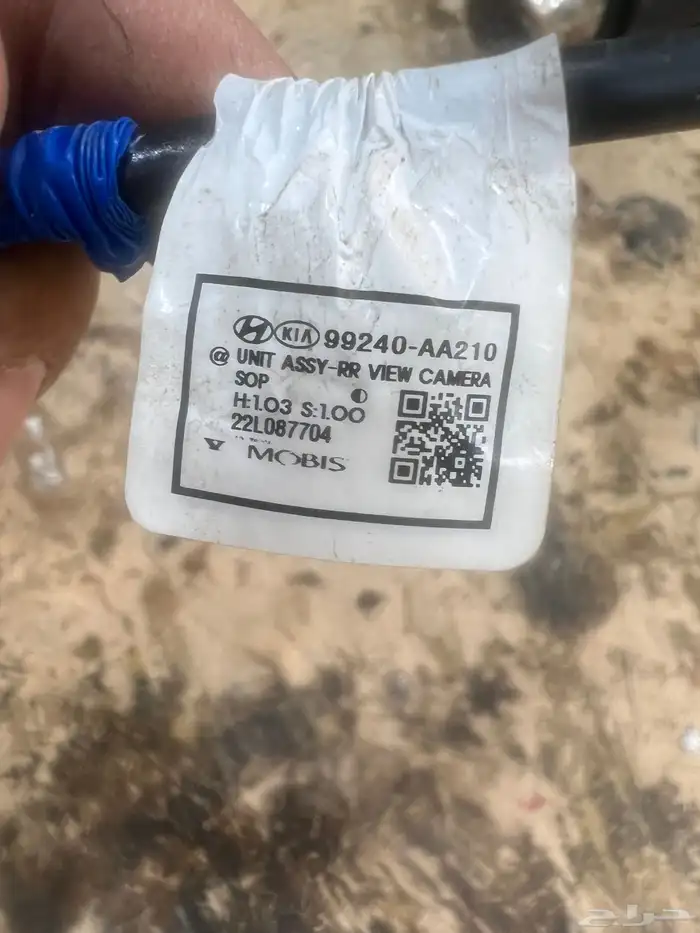 KIA 99240-AA210
@ UNIT ASSY-RR VIEW CAMERA
SOP
H:1.03 S:1.00
22L087704
MOBIS
حراج